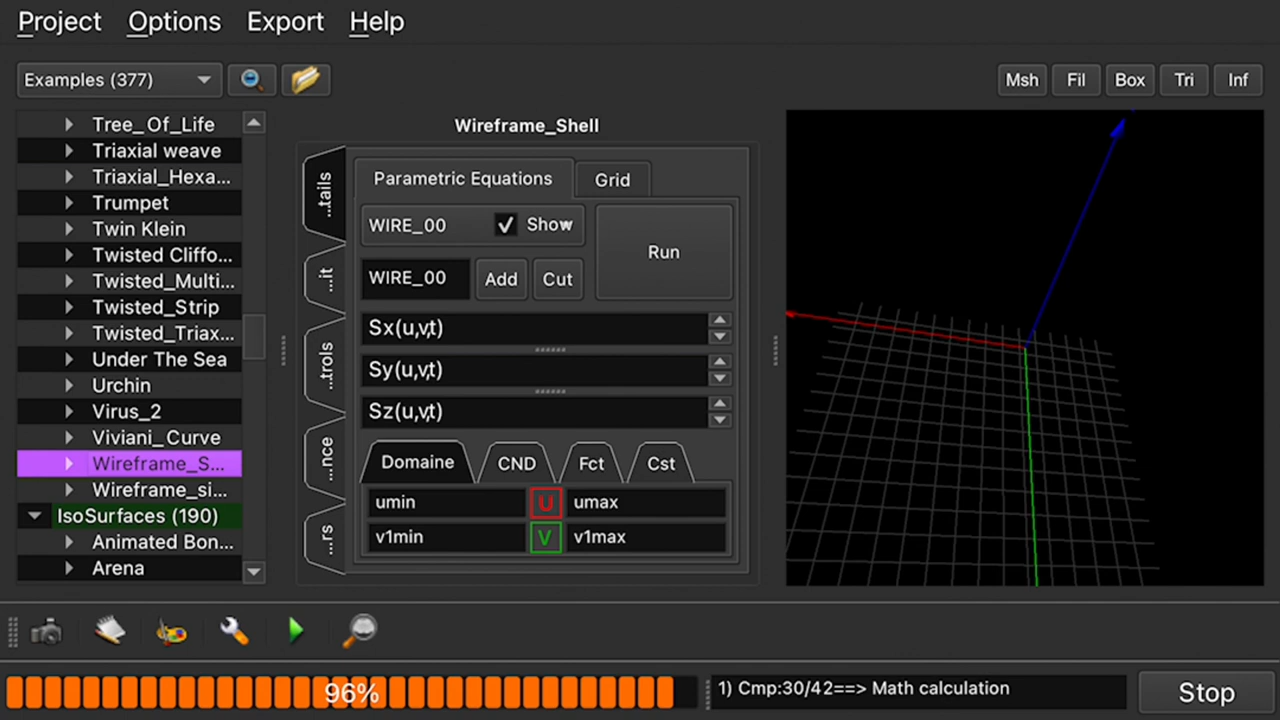 Project Options Export Help
Examples (377)
Msh Fil Box Tri Inf
Tree_Of_Life
Triaxial weave
Triaxial_Hexa...
Trumpet
Twin Klein
Twisted Cliffo...
Twisted_Multi...
Twisted_Strip
Twisted_Triax...
Under The Sea
Urchin
Virus_2
Viviani_Curve
Wireframe_S...
Wireframe_si...
IsoSurfaces (190)
Animated Bon...
Arena
Wireframe_Shell
...tails
...it
...trols
...nce
...rs
Parametric Equations Grid
WIRE_00 Show
Run
WIRE_00 Add Cut
Sx(u,v,t)
Sy(u,v,t)
Sz(u,v,t)
Domaine CND Fct Cst
umin U umax
v1min V v1max
96% 1) Cmp:30/42==> Math calculation Stop